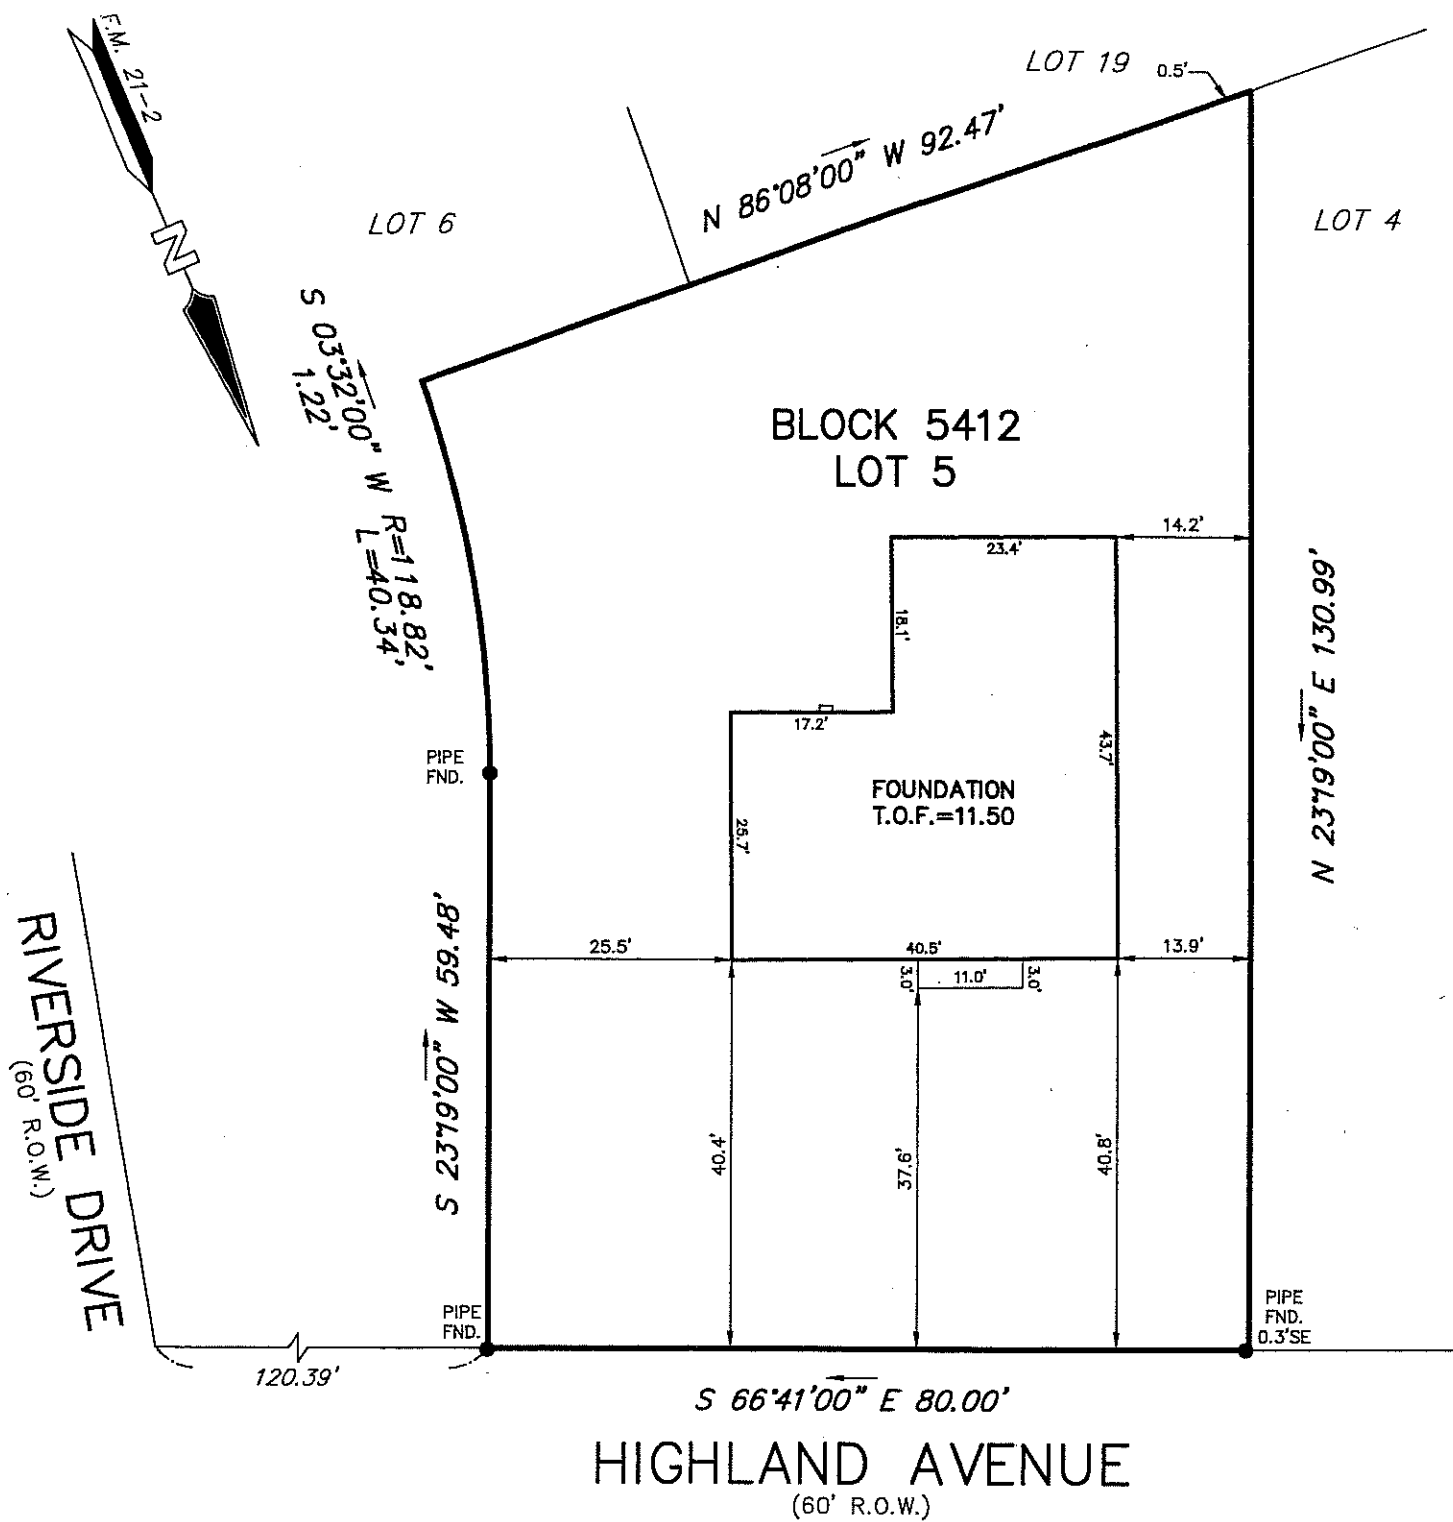 F.M. 21-2
N
LOT 19
0.5'
N 86°08'00" W 92.47'
LOT 6
LOT 4
S 03°32'00" W
1.22'
R=118.82'
L=40.34'
BLOCK 5412
LOT 5
14.2'
23.4'
18.1'
17.2'
43.7'
N 23°19'00" E 130.99'
PIPE
FND.
FOUNDATION
T.O.F.=11.50
25.7'
S 23°19'00" W 59.48'
25.5'
40.5'
13.9'
3.0'
11.0'
3.0'
RIVERSIDE DRIVE
(60' R.O.W.)
40.4'
37.6'
40.8'
PIPE
FND.
PIPE
FND.
0.3'SE
120.39'
S 66°41'00" E 80.00'
HIGHLAND AVENUE
(60' R.O.W.)